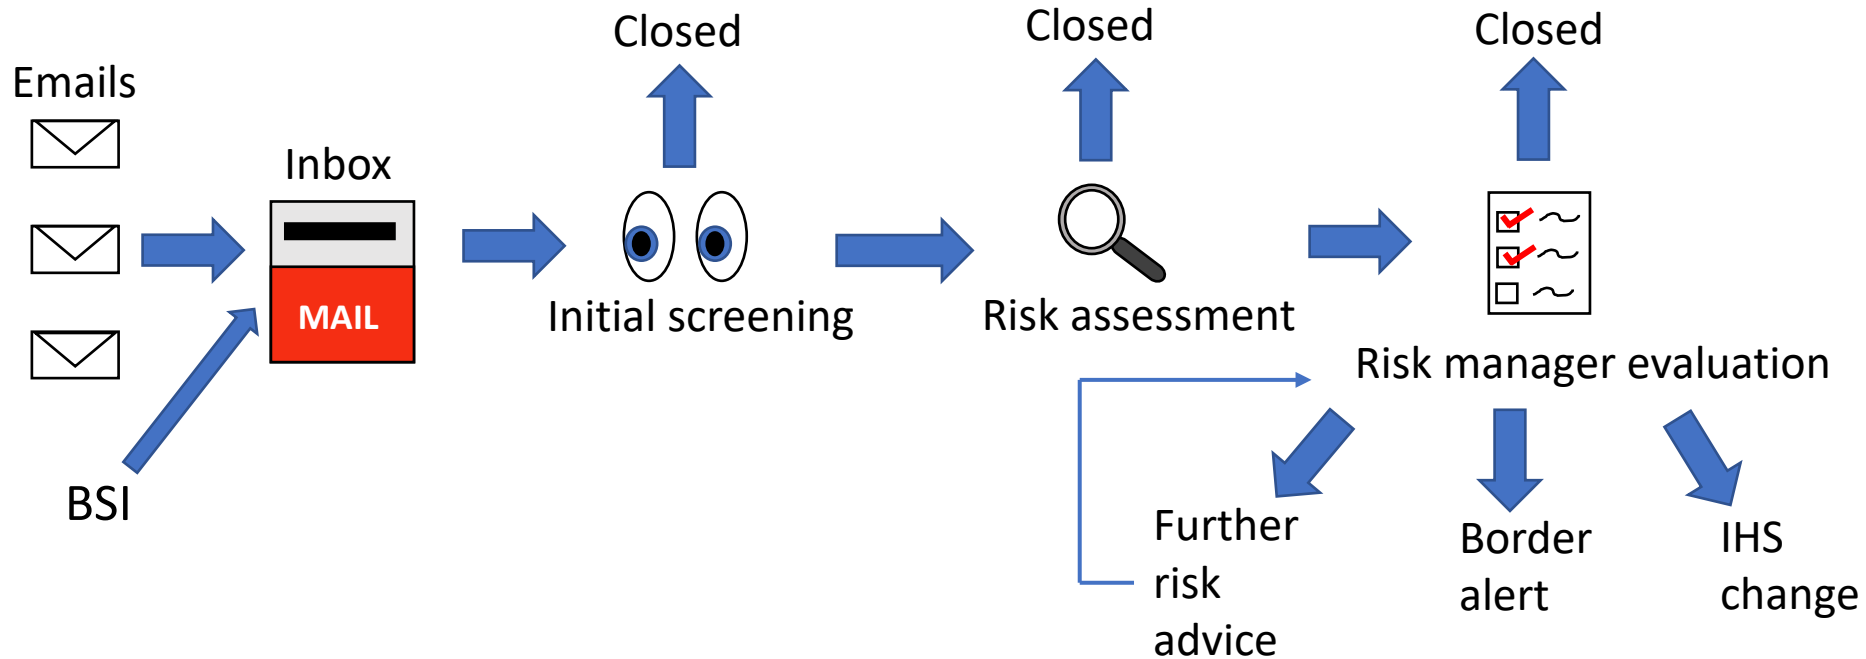 Closed
Closed
Closed
Emails
Inbox
MAIL
Initial screening
Risk assessment
Risk manager evaluation
BSI
Further
risk
advice
Border
alert
IHS
change